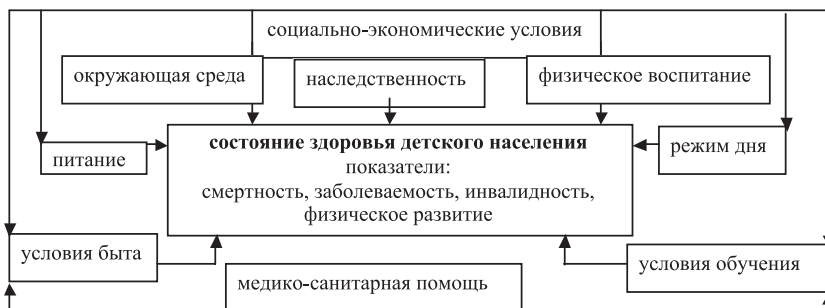 социально-экономические условия
окружающая среда
наследственность
физическое воспитание
питание
состояние здоровья детского населения
показатели:
смертность, заболеваемость, инвалидность,
физическое развитие
режим дня
условия быта
условия обучения
медико-санитарная помощь